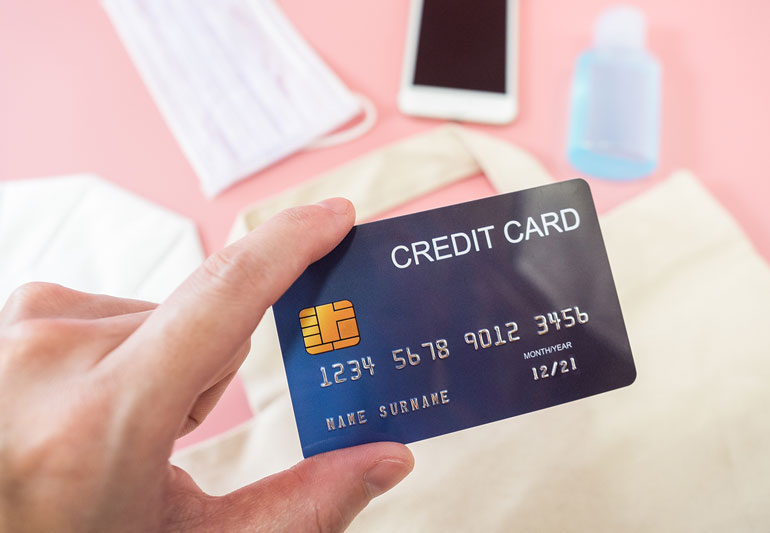 CREDIT CARD
1234 5678 9012 3456
MONTH/YEAR
12/21
NAME SURNAME